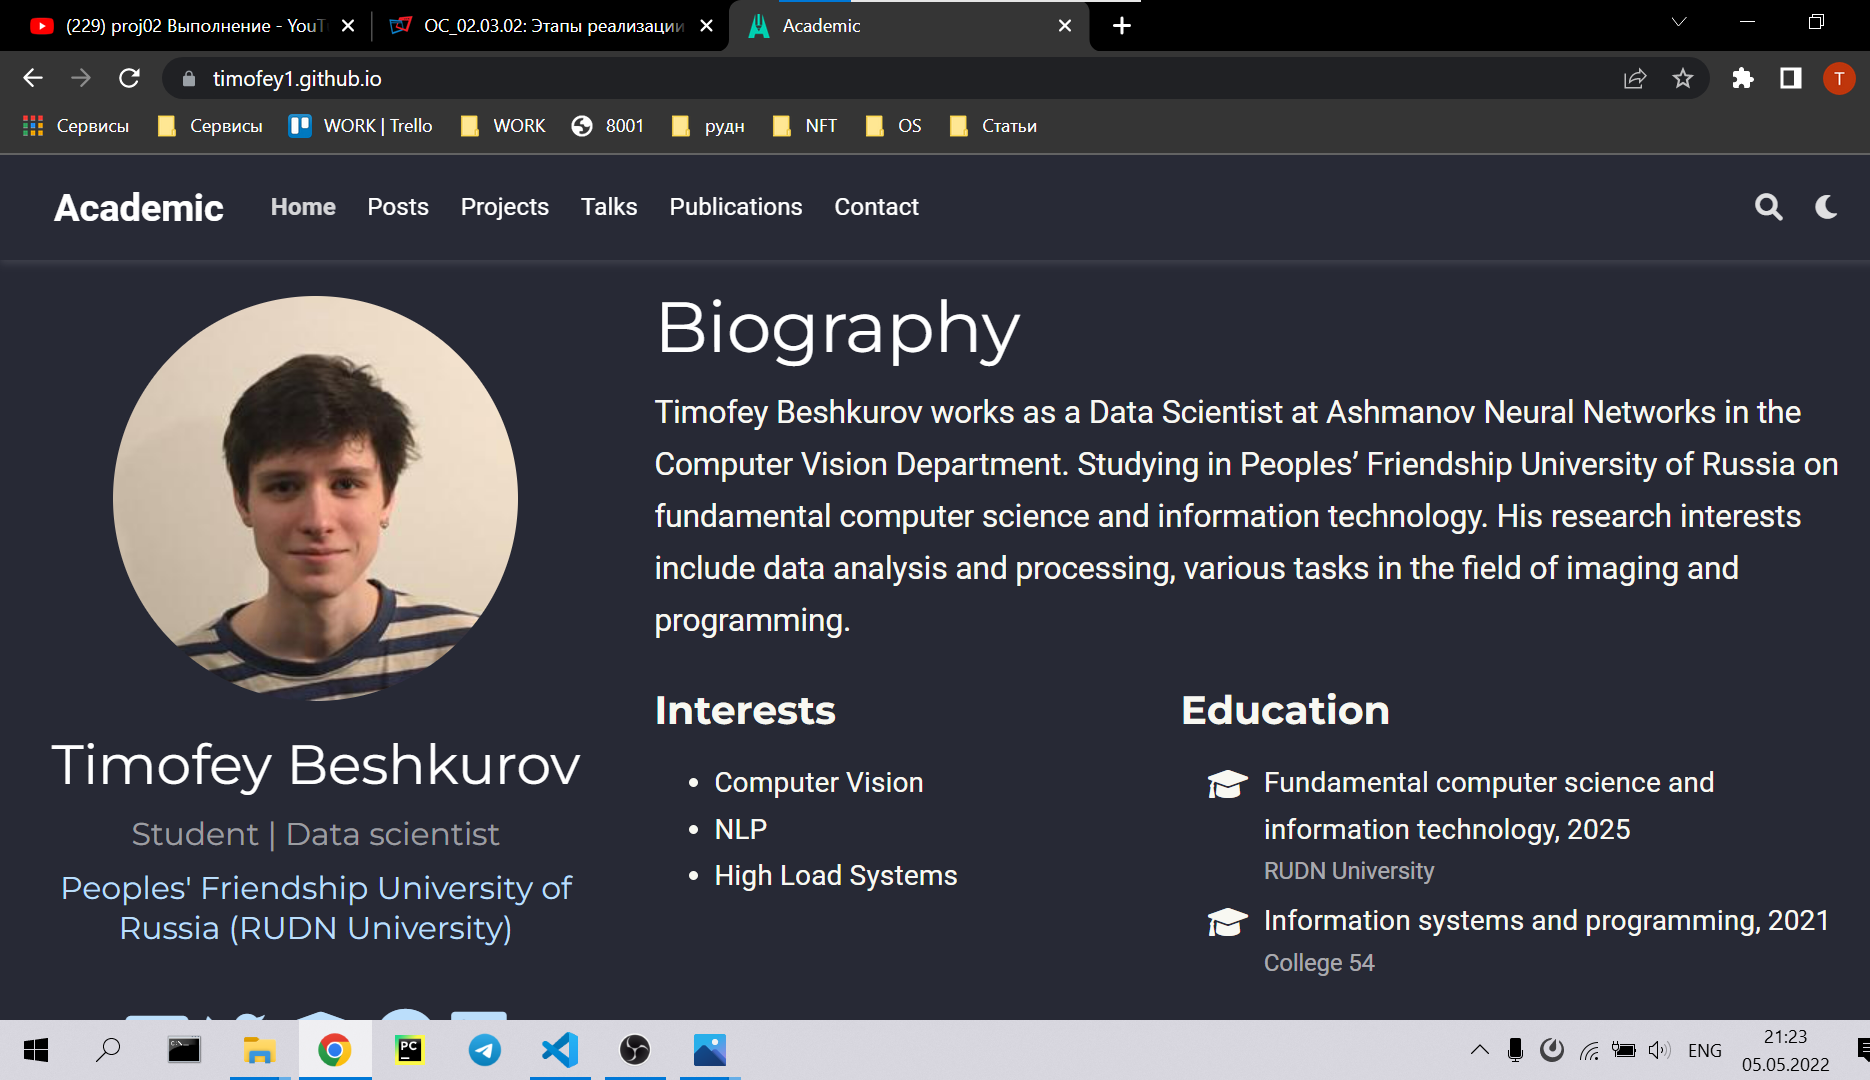 (229) proj02 Выполнение - YouT
ОС_02.03.02: Этапы реализации
Academic
timofey1.github.io
T
Сервисы
Сервисы
WORK | Trello
WORK
8001
рудн
NFT
OS
Статьи
Academic
Home
Posts
Projects
Talks
Publications
Contact
Biography
Timofey Beshkurov works as a Data Scientist at Ashmanov Neural Networks in the
Computer Vision Department. Studying in Peoples’ Friendship University of Russia on
fundamental computer science and information technology. His research interests
include data analysis and processing, various tasks in the field of imaging and
programming.
Timofey Beshkurov
Student | Data scientist
Peoples' Friendship University of
Russia (RUDN University)
Interests
Computer Vision
NLP
High Load Systems
Education
Fundamental computer science and
information technology, 2025
RUDN University
Information systems and programming, 2021
College 54
PC
ENG
21:23
05.05.2022